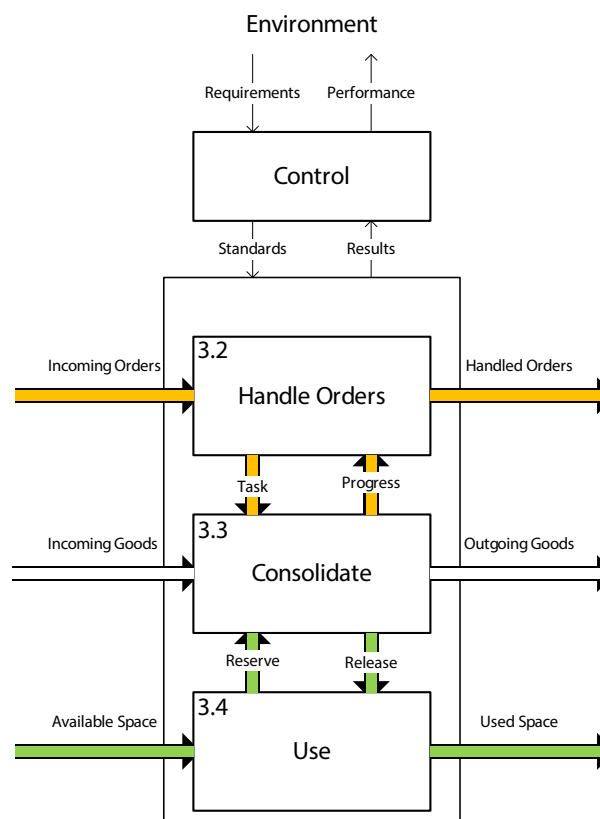 Environment
Requirements
Performance
Control
Standards
Results
3.2
Incoming Orders
Handled Orders
Handle Orders
Task
Progress
3.3
Incoming Goods
Outgoing Goods
Consolidate
Reserve
Release
3.4
Available Space
Used Space
Use